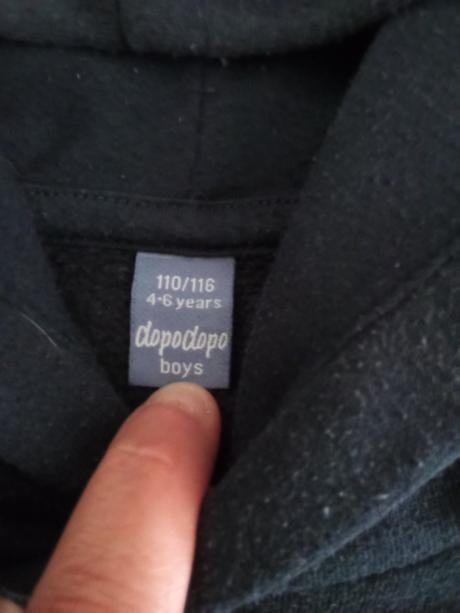 110/116
4-6 years
dopodopo
boys